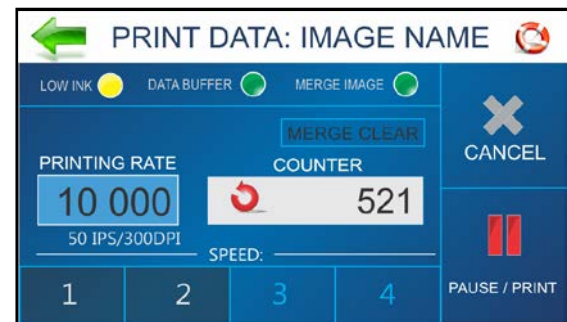 PRINT DATA: IMAGE NAME
LOW INK DATA BUFFER MERGE IMAGE
MERGE CLEAR
CANCEL
PRINTING RATE COUNTER
10 000 521
50 IPS/300DPI
SPEED:
1 2 3 4
PAUSE / PRINT